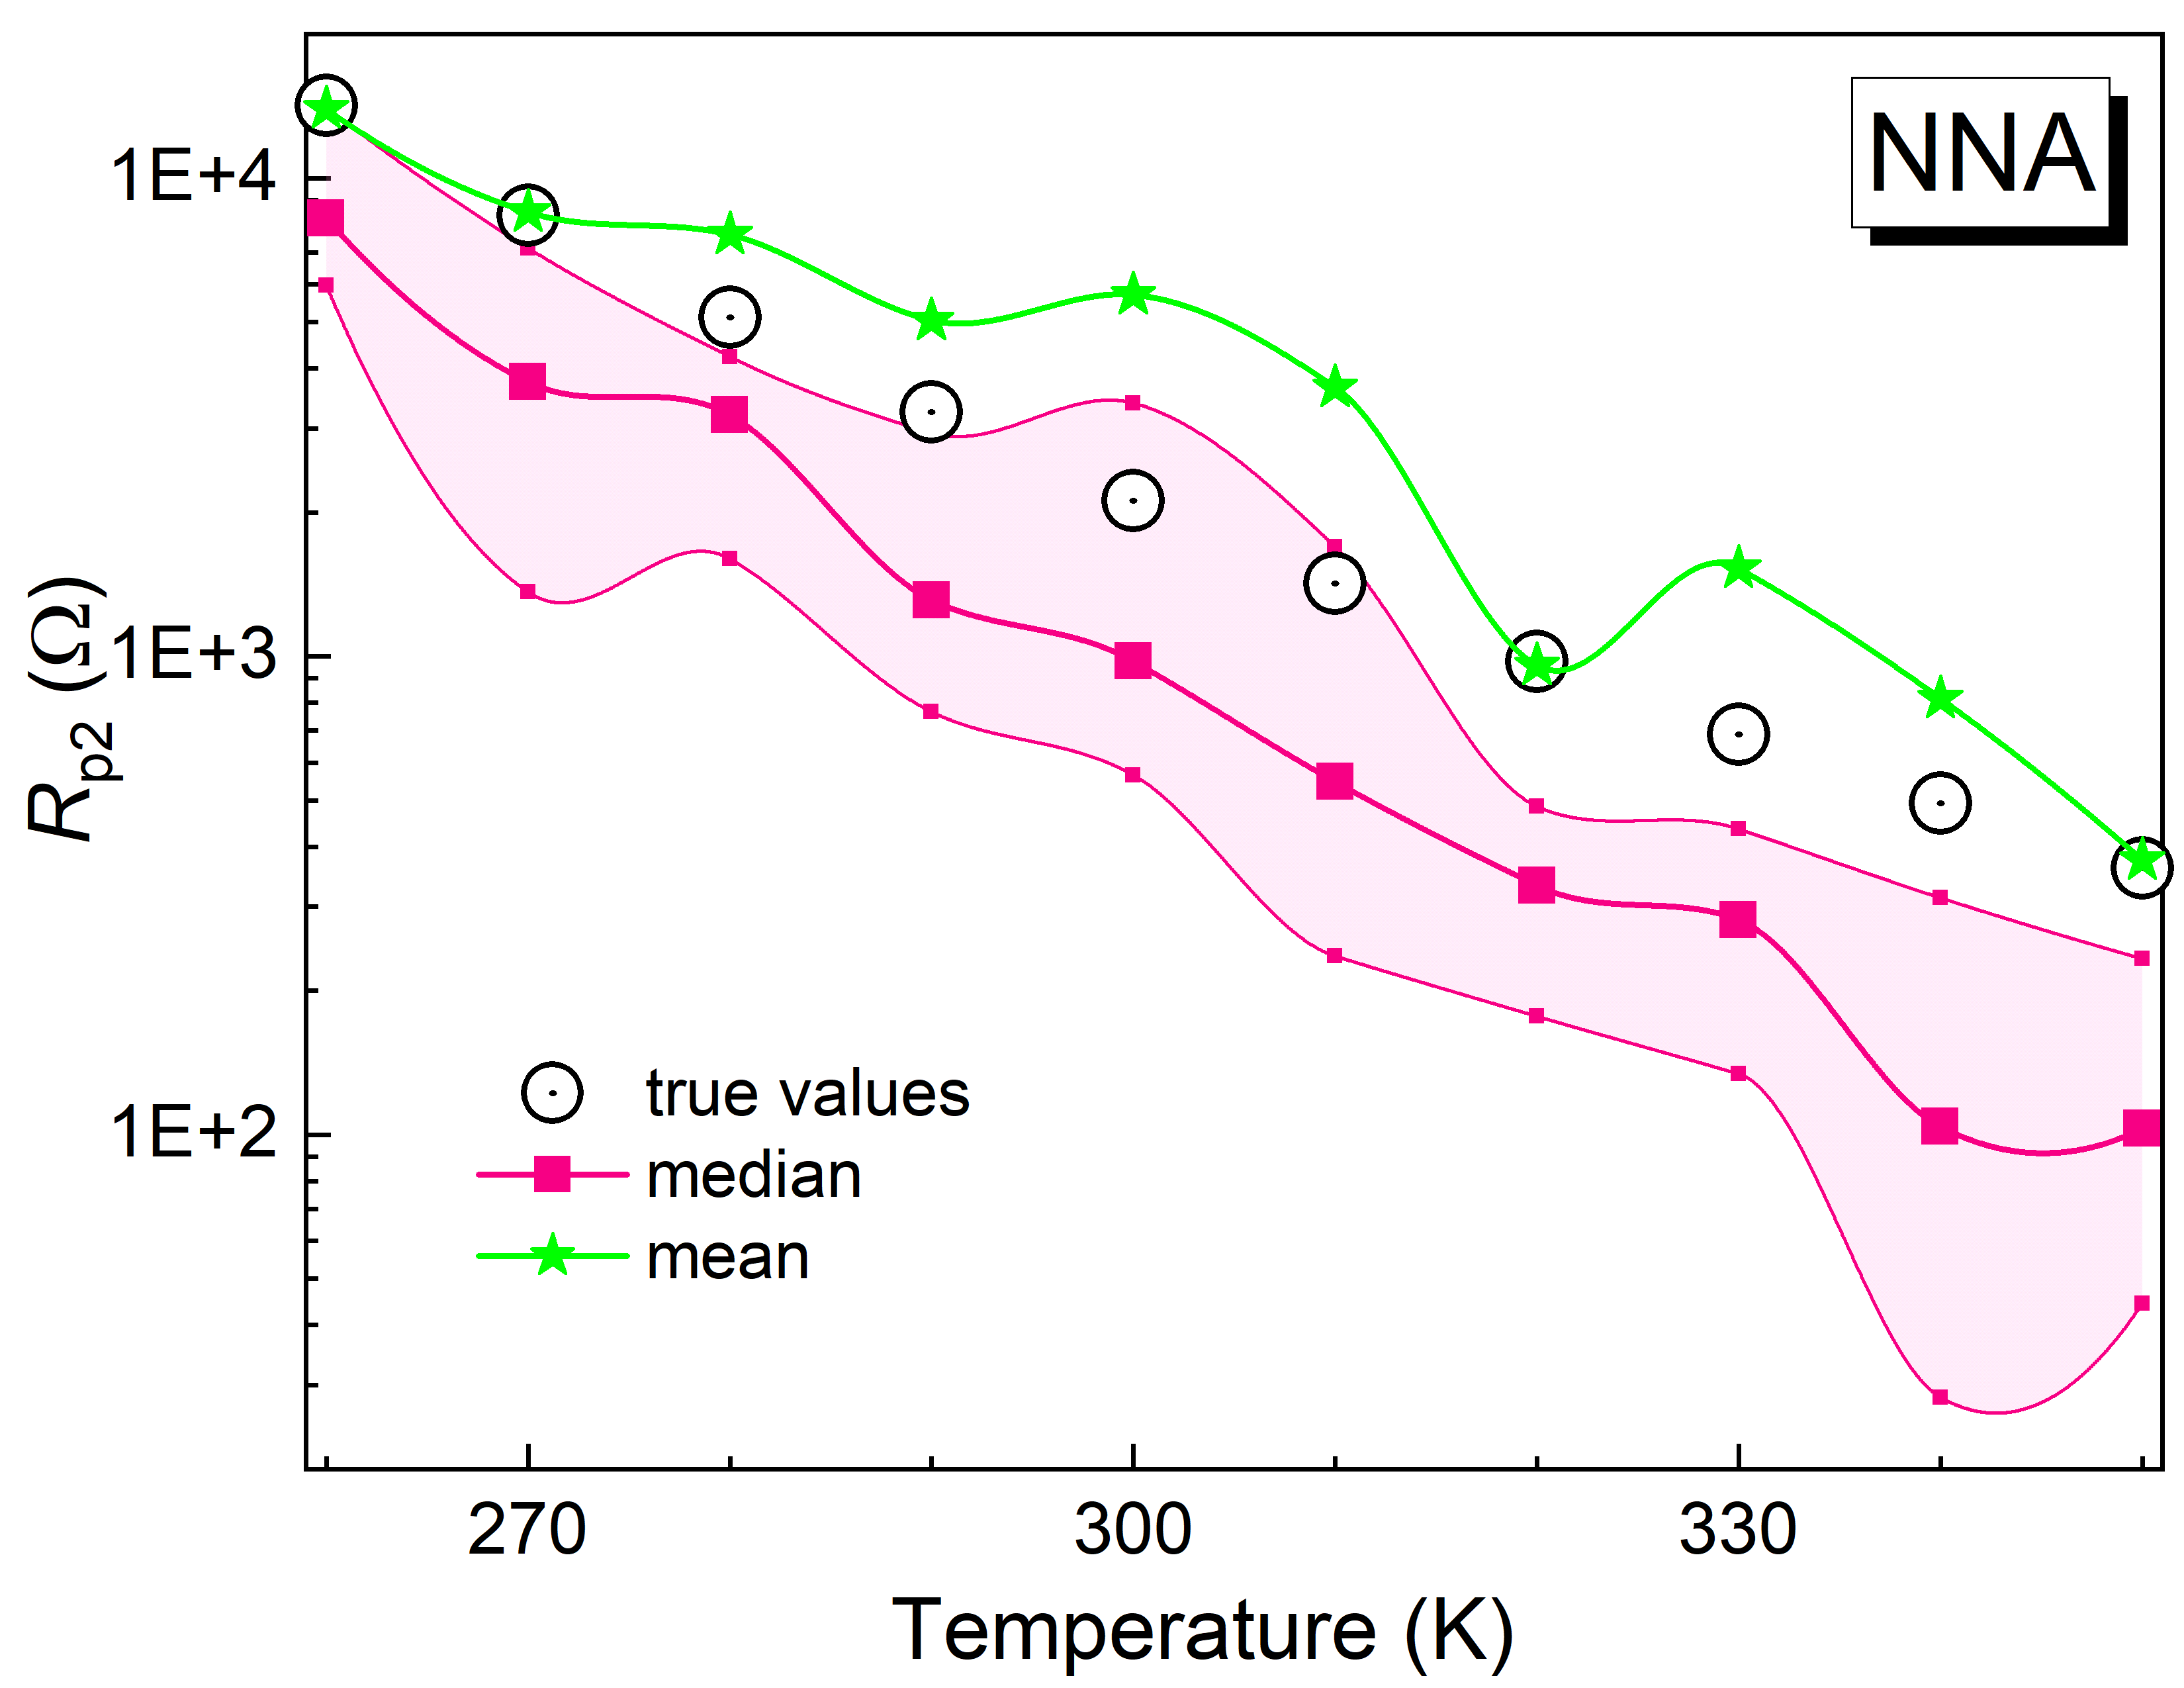 NNA
1E+4
1E+3
1E+2
Rp2 (Ω)
true values
median
mean
270 300 330
Temperature (K)